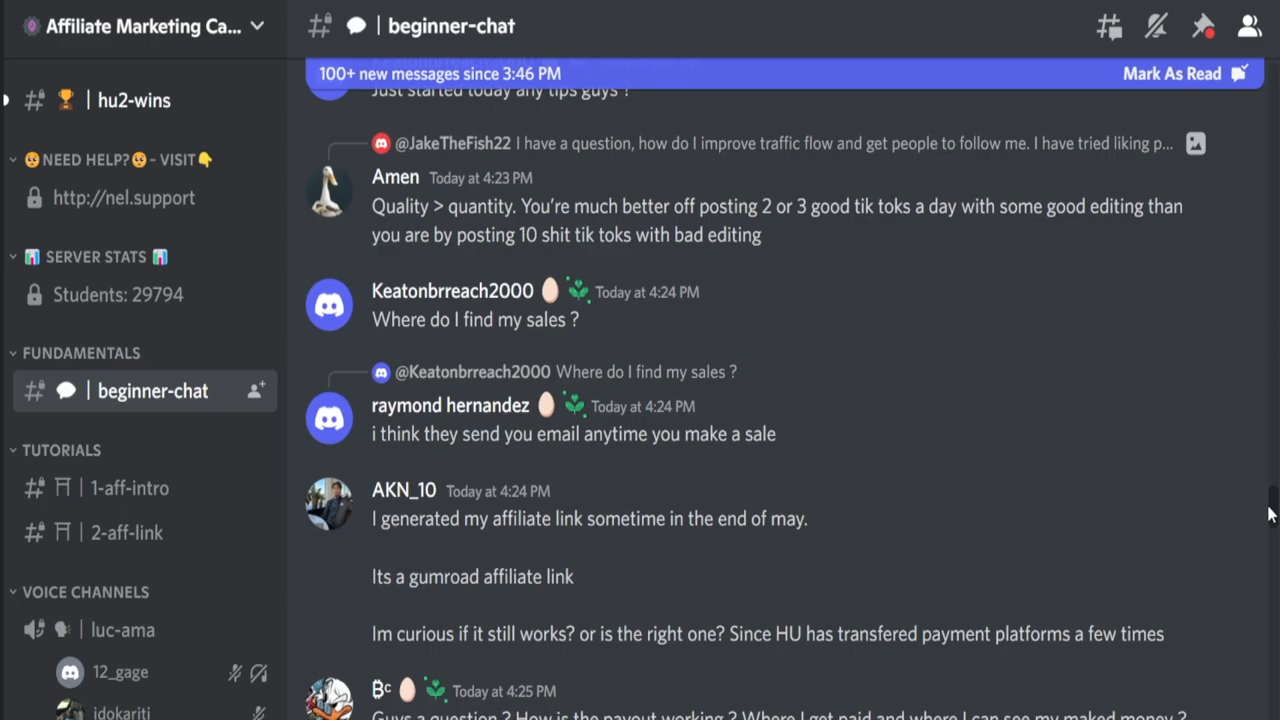 Affiliate Marketing Ca...
| hu2-wins
NEED HELP? - VISIT
http://nel.support
SERVER STATS
Students: 29794
FUNDAMENTALS
| beginner-chat
TUTORIALS
| 1-aff-intro
| 2-aff-link
VOICE CHANNELS
| luc-ama
12_gage
idokariti
| beginner-chat
100+ new messages since 3:46 PM Mark As Read
Just started today any tips guys ?
@JakeTheFish22 I have a question, how do I improve traffic flow and get people to follow me. I have tried liking p...
Amen Today at 4:23 PM
Quality > quantity. You're much better off posting 2 or 3 good tik toks a day with some good editing than
you are by posting 10 shit tik toks with bad editing
Keatonbrreach2000 Today at 4:24 PM
Where do I find my sales ?
@Keatonbrreach2000 Where do I find my sales ?
raymond hernandez Today at 4:24 PM
i think they send you email anytime you make a sale
AKN_10 Today at 4:24 PM
I generated my affiliate link sometime in the end of may.
Its a gumroad affiliate link
Im curious if it still works? or is the right one? Since HU has transfered payment platforms a few times
₿ᶜ Today at 4:25 PM
Guys a question ? How is the payout working ? Where I get paid and where I can see my maked money ?